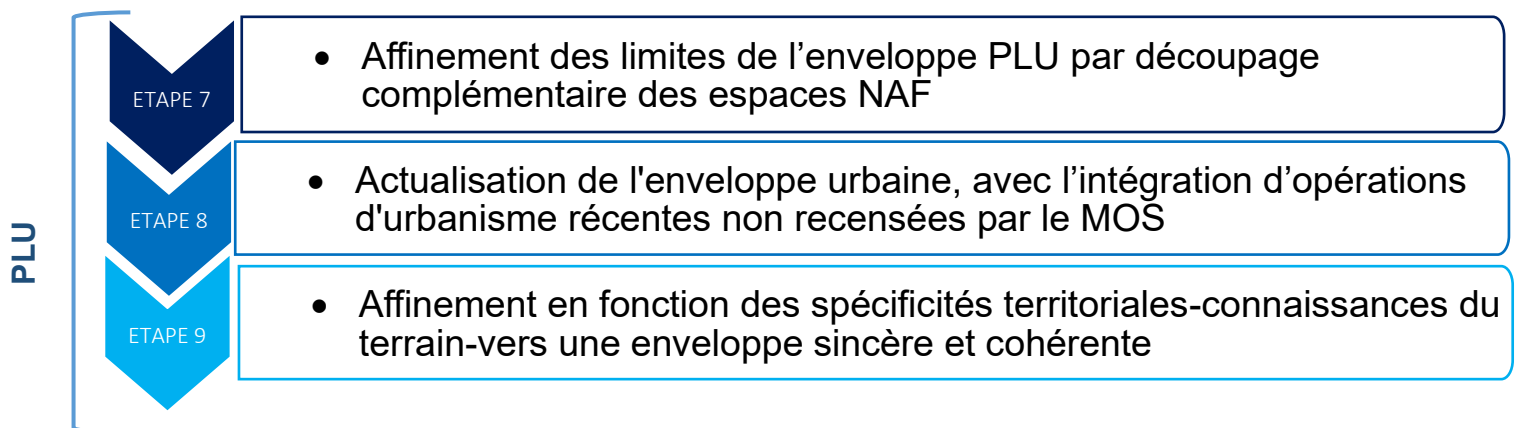 PLU
ETAPE 7
• Affinement des limites de l’enveloppe PLU par découpage
complémentaire des espaces NAF
ETAPE 8
• Actualisation de l'enveloppe urbaine, avec l’intégration d’opérations
d'urbanisme récentes non recensées par le MOS
ETAPE 9
• Affinement en fonction des spécificités territoriales-connaissances du
terrain-vers une enveloppe sincère et cohérente